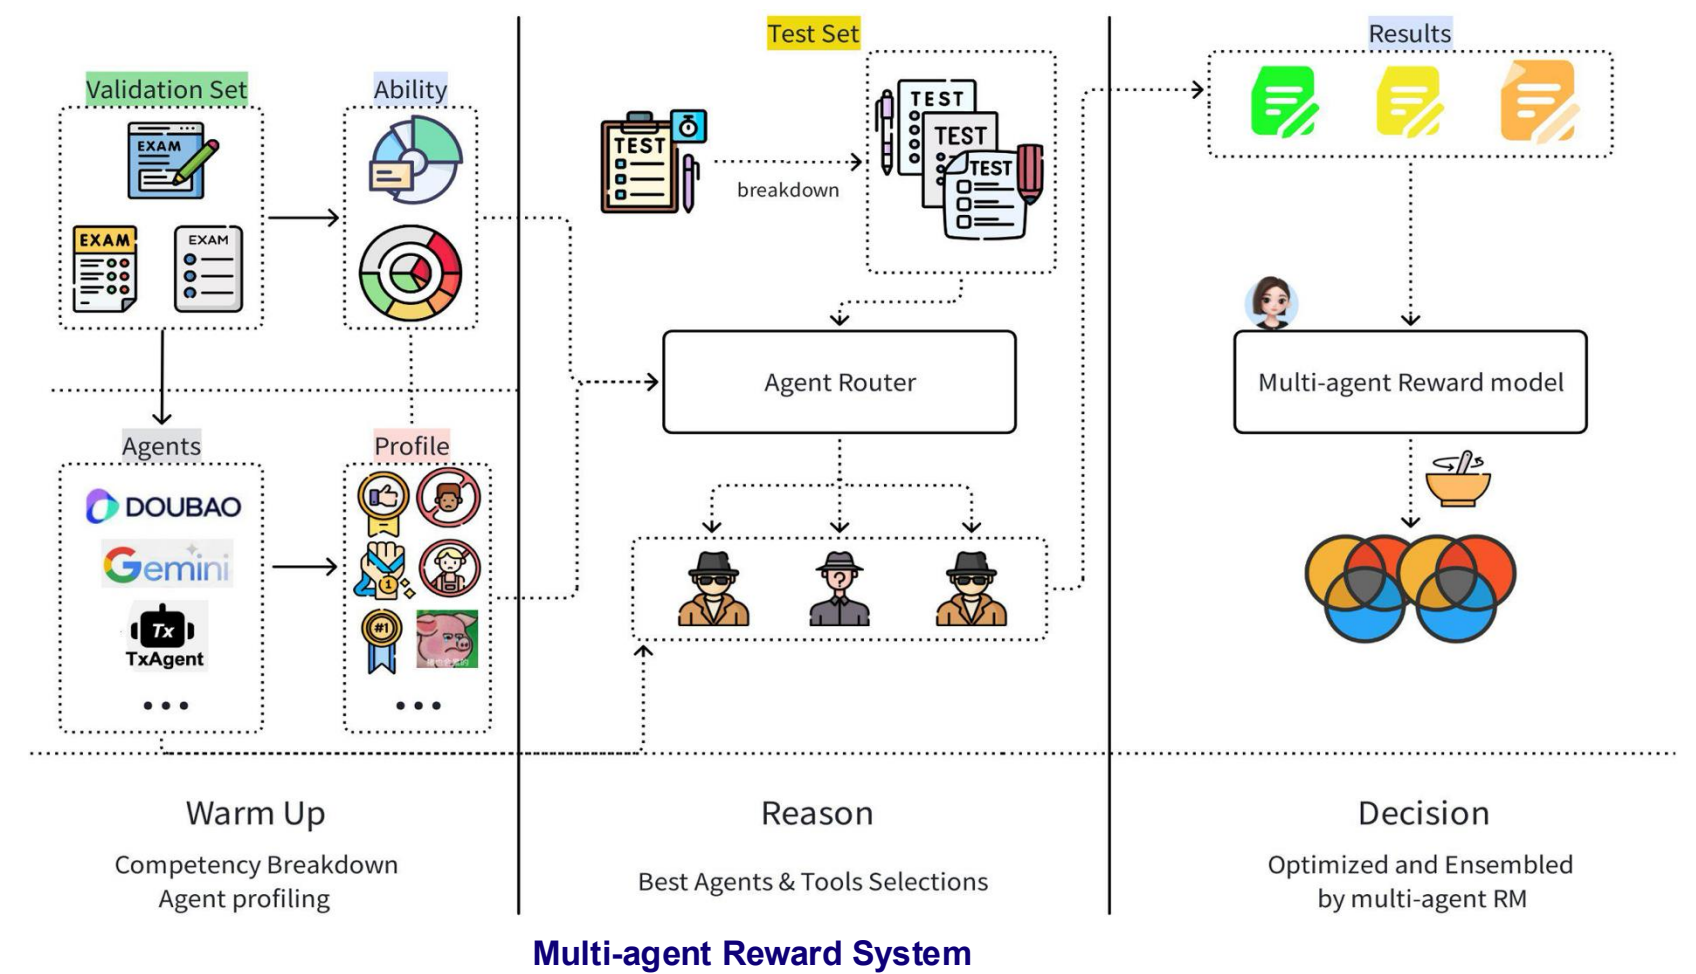 Validation Set
EXAM
EXAM
EXAM
Ability
Agents
DOUBAO
Gemini
Tx
TxAgent
Profile
1
#1
Warm Up
Competency Breakdown
Agent profiling
Test Set
TEST
breakdown
TEST
TEST
TEST
Agent Router
?
Reason
Best Agents & Tools Selections
Results
Multi-agent Reward model
Decision
Optimized and Ensembled
by multi-agent RM
Multi-agent Reward System